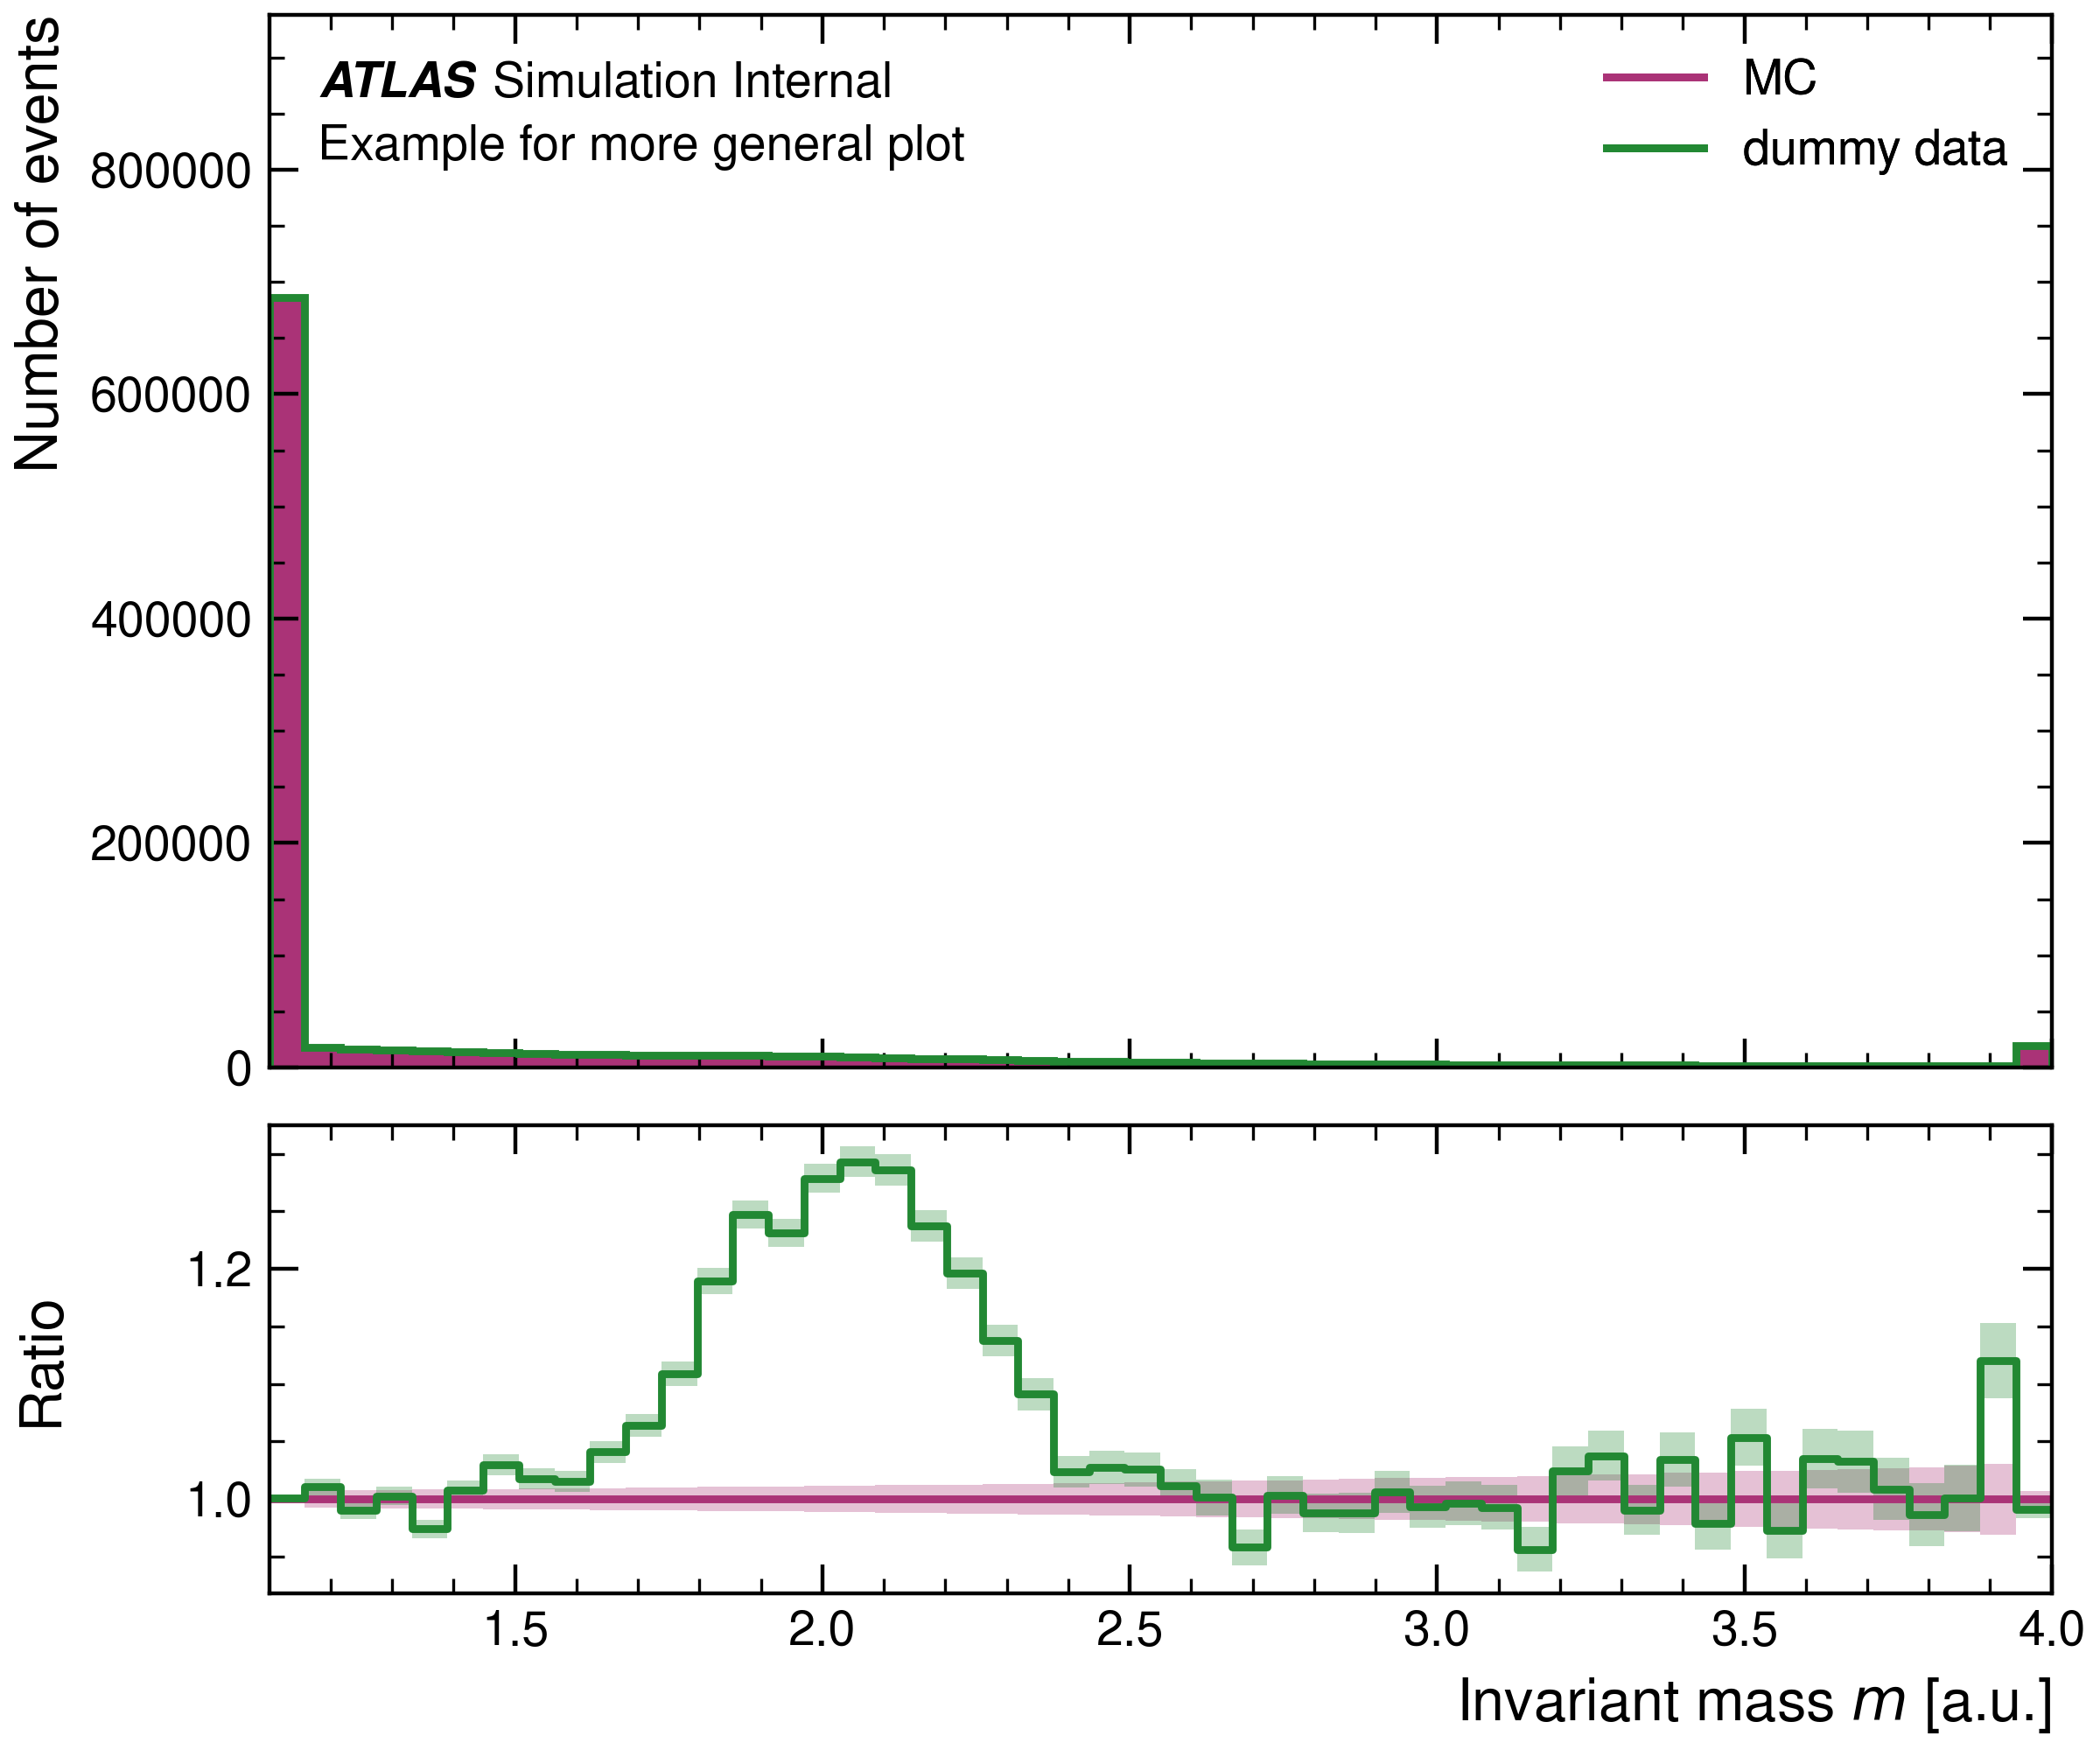 Number of events
ATLAS Simulation Internal
Example for more general plot
MC
dummy data
800000
600000
400000
200000
0
Ratio
1.2
1.0
1.5 2.0 2.5 3.0 3.5 4.0
Invariant mass m [a.u.]